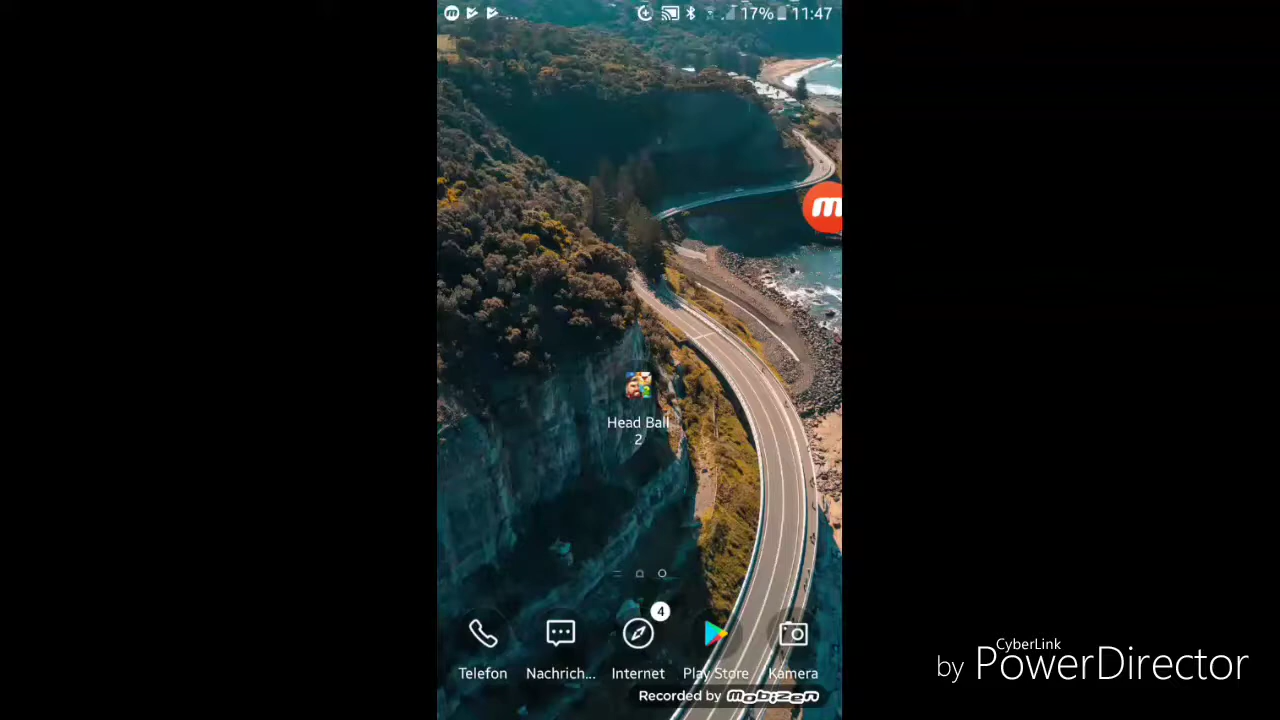 17% 11:47
Head Ball
2
4
Telefon Nachrich... Internet Play Store Kamera
Recorded by mobizen
CyberLink
by PowerDirector